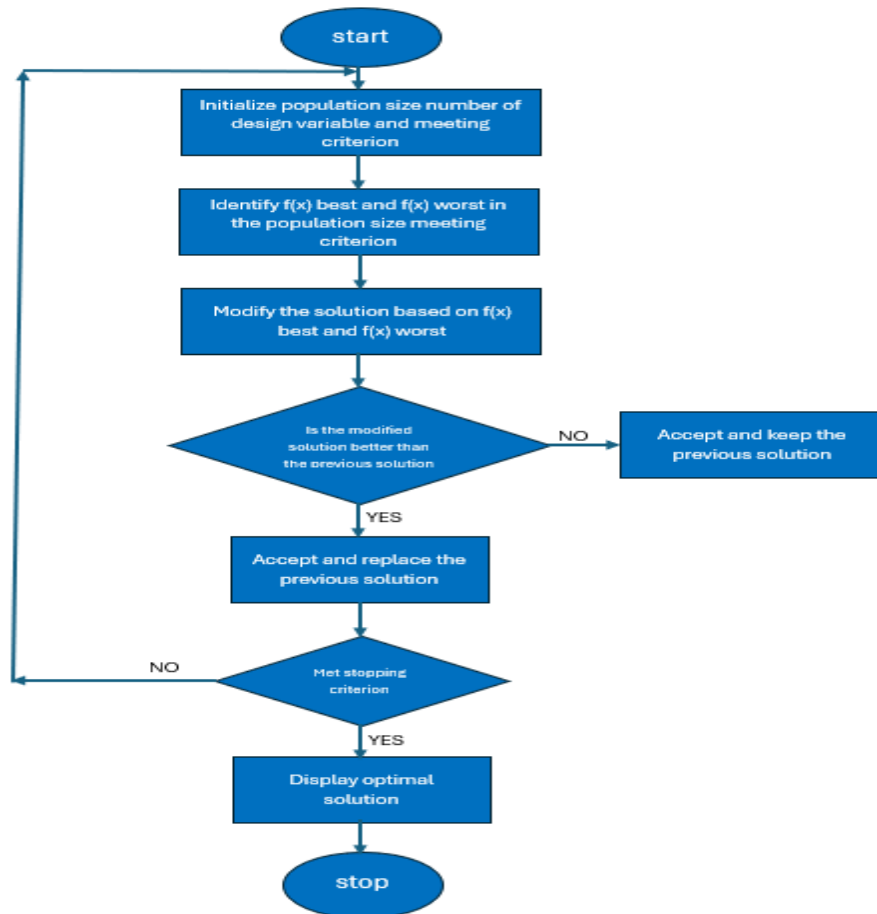 start
Initialize population size number of
design variable and meeting
criterion
Identify f(x) best and f(x) worst in
the population size meeting
criterion
Modify the solution based on f(x)
best and f(x) worst
Is the modified
solution better than
the previous solution
NO
Accept and keep the
previous solution
YES
Accept and replace the
previous solution
NO
Met stopping
criterion
YES
Display optimal
solution
stop